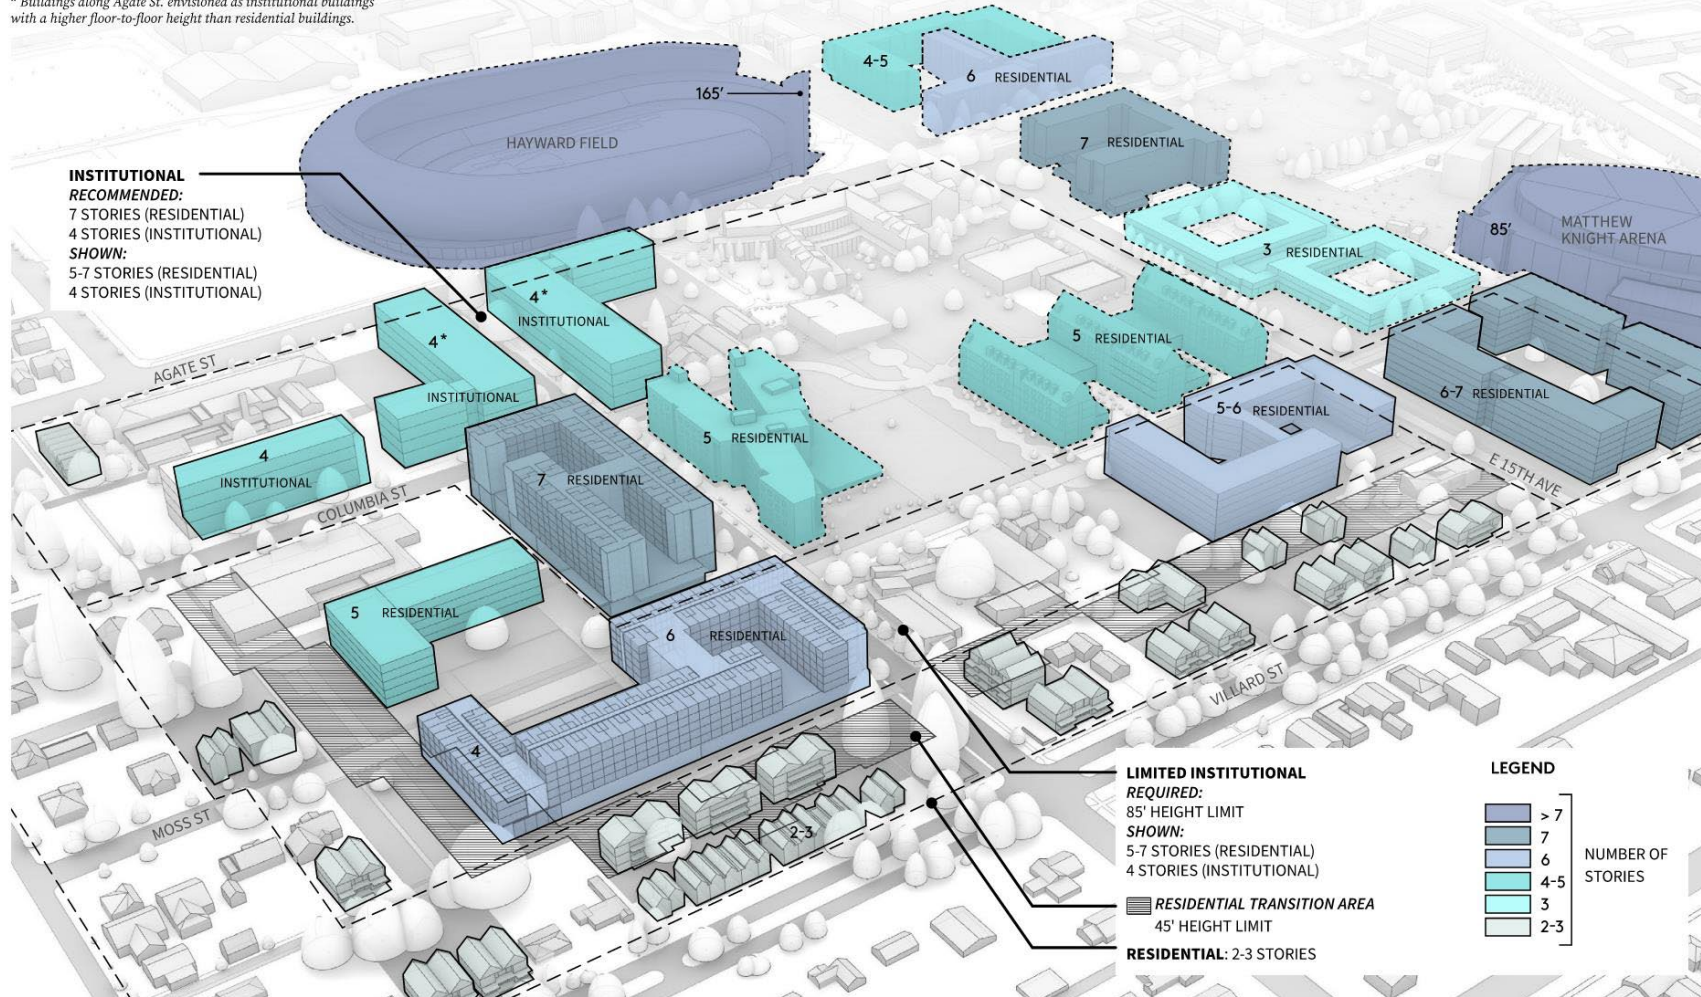 * Buildings along Agate St. envisioned as institutional buildings
with a higher floor-to-floor height than residential buildings.
4-5
6 RESIDENTIAL
165'
HAYWARD FIELD
7 RESIDENTIAL
INSTITUTIONAL
RECOMMENDED:
7 STORIES (RESIDENTIAL)
4 STORIES (INSTITUTIONAL)
SHOWN:
5-7 STORIES (RESIDENTIAL)
4 STORIES (INSTITUTIONAL)
85'
MATTHEW
KNIGHT ARENA
3 RESIDENTIAL
4*
INSTITUTIONAL
4*
INSTITUTIONAL
5 RESIDENTIAL
AGATE ST
6-7 RESIDENTIAL
5-6 RESIDENTIAL
5 RESIDENTIAL
4
INSTITUTIONAL
7 RESIDENTIAL
E 15TH AVE
COLUMBIA ST
5 RESIDENTIAL
6 RESIDENTIAL
VILLARD ST
4
MOSS ST
2-3
LIMITED INSTITUTIONAL
REQUIRED:
85' HEIGHT LIMIT
SHOWN:
5-7 STORIES (RESIDENTIAL)
4 STORIES (INSTITUTIONAL)
RESIDENTIAL TRANSITION AREA
45' HEIGHT LIMIT
RESIDENTIAL: 2-3 STORIES
LEGEND
> 7
7
6
4-5
3
2-3
NUMBER OF
STORIES